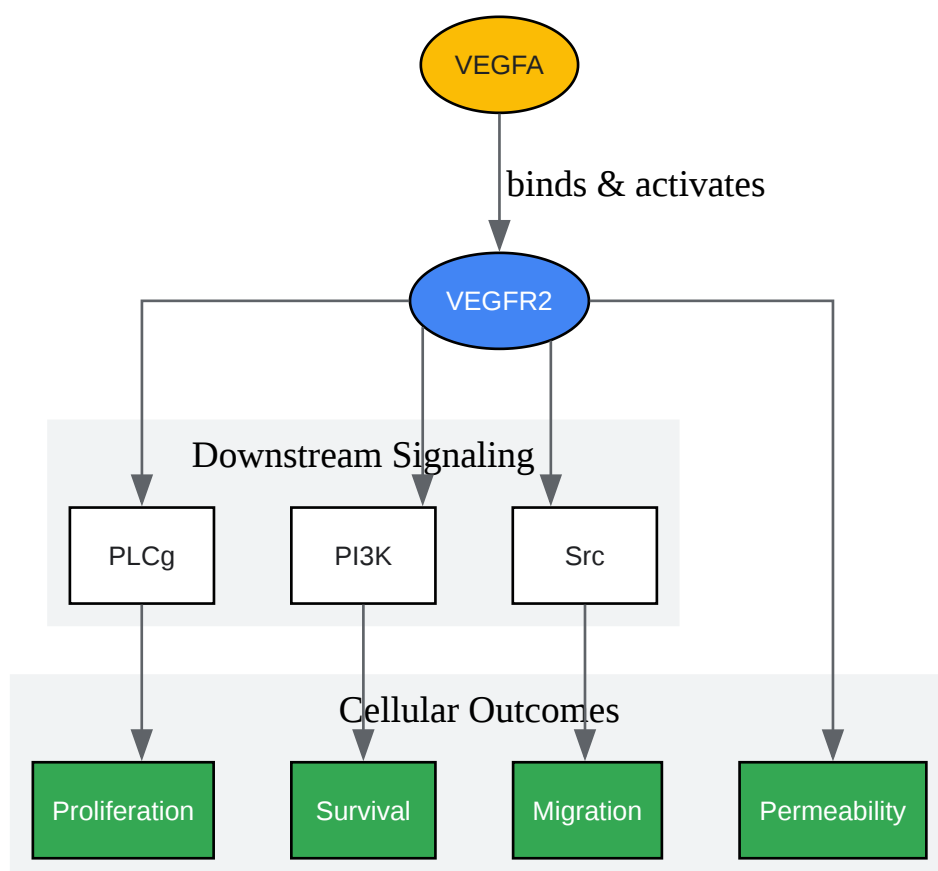 VEGFA
binds & activates
VEGFR2
Downstream Signaling
PLCg
PI3K
Src
Cellular Outcomes
Proliferation
Survival
Migration
Permeability